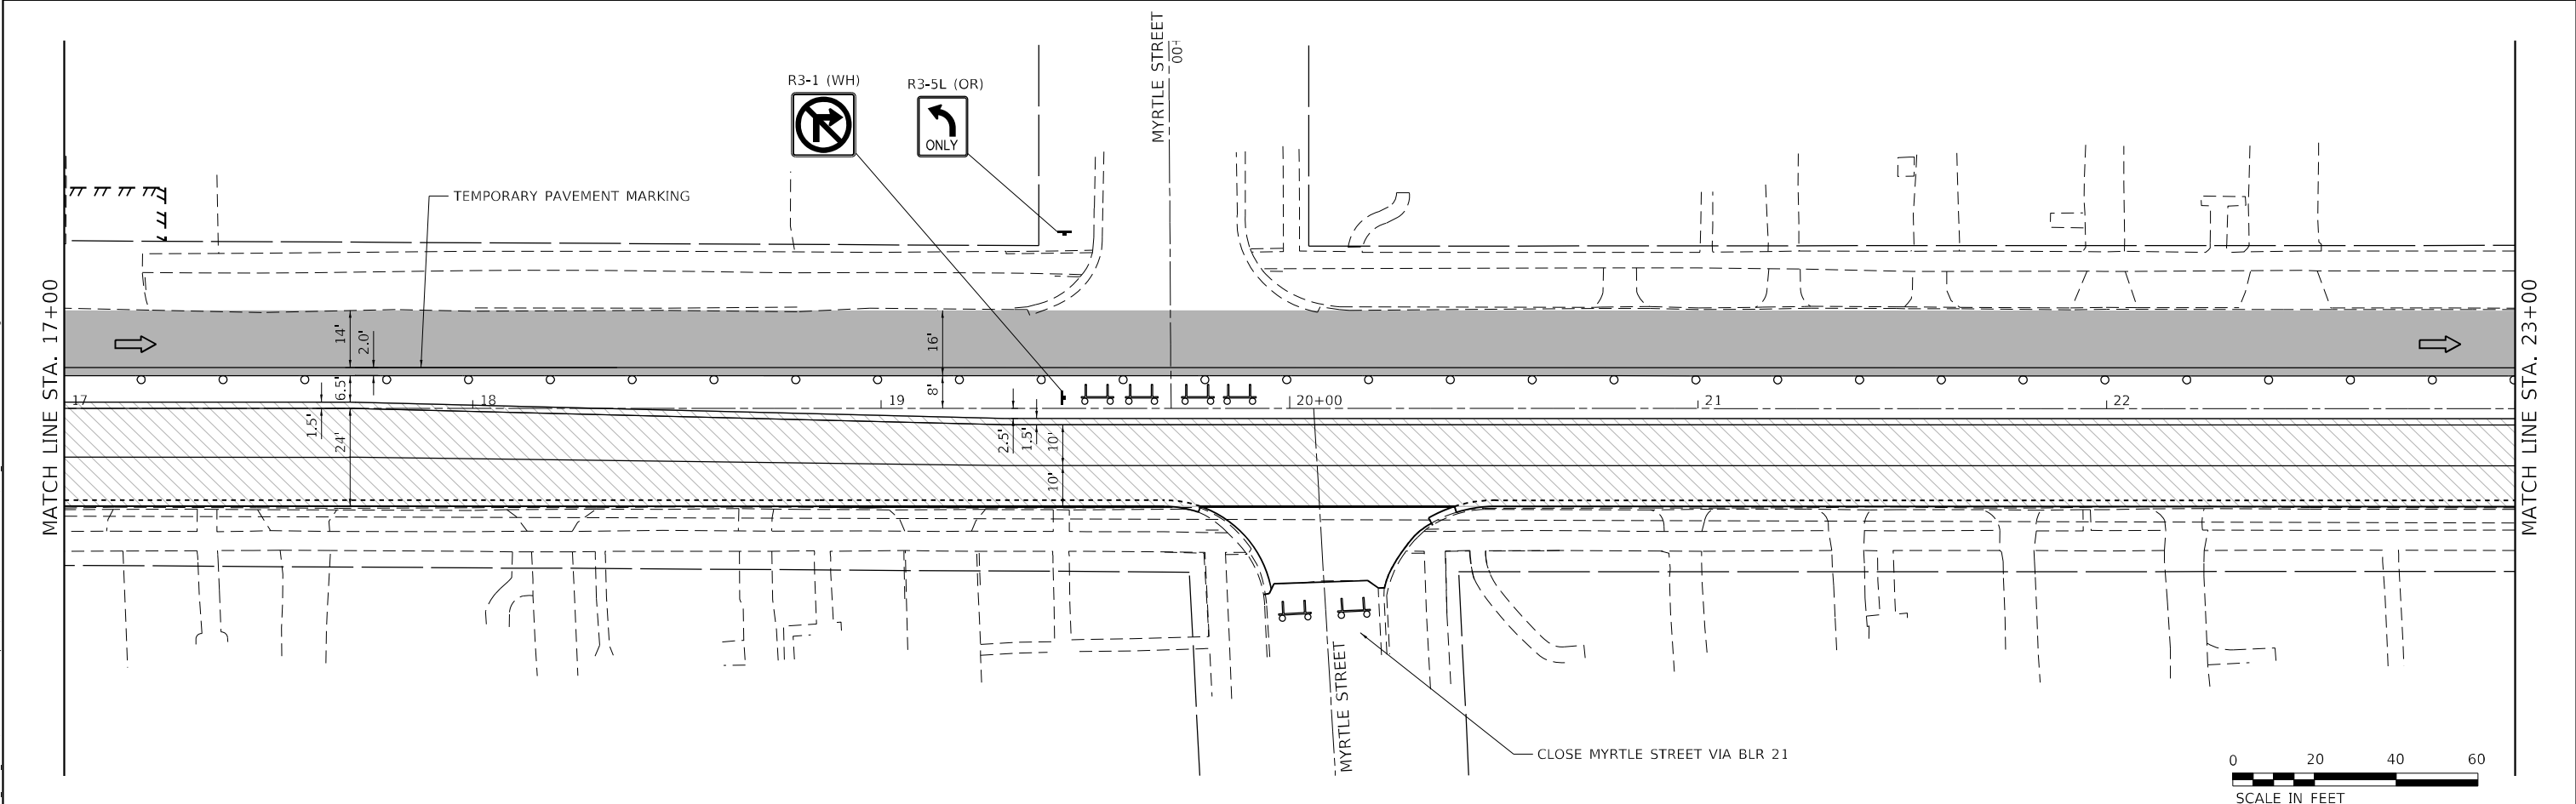 MYRTLE STREET
00+
R3-1 (WH)
R3-5L (OR)
ONLY
TEMPORARY PAVEMENT MARKING
MATCH LINE STA. 17+00
MATCH LINE STA. 23+00
14'
2.0'
16'
6.5'
8'
17
18
19
20+00
21
22
1.5'
24'
2.5'
1.5'
10'
10'
MYRTLE STREET
CLOSE MYRTLE STREET VIA BLR 21
0 20 40 60
SCALE IN FEET